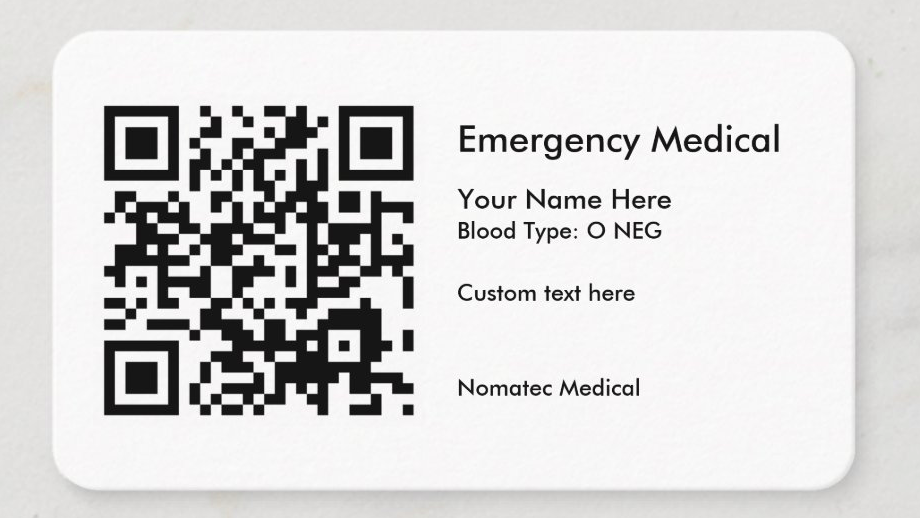 Emergency Medical
Your Name Here
Blood Type: O NEG
Custom text here
Nomatec Medical